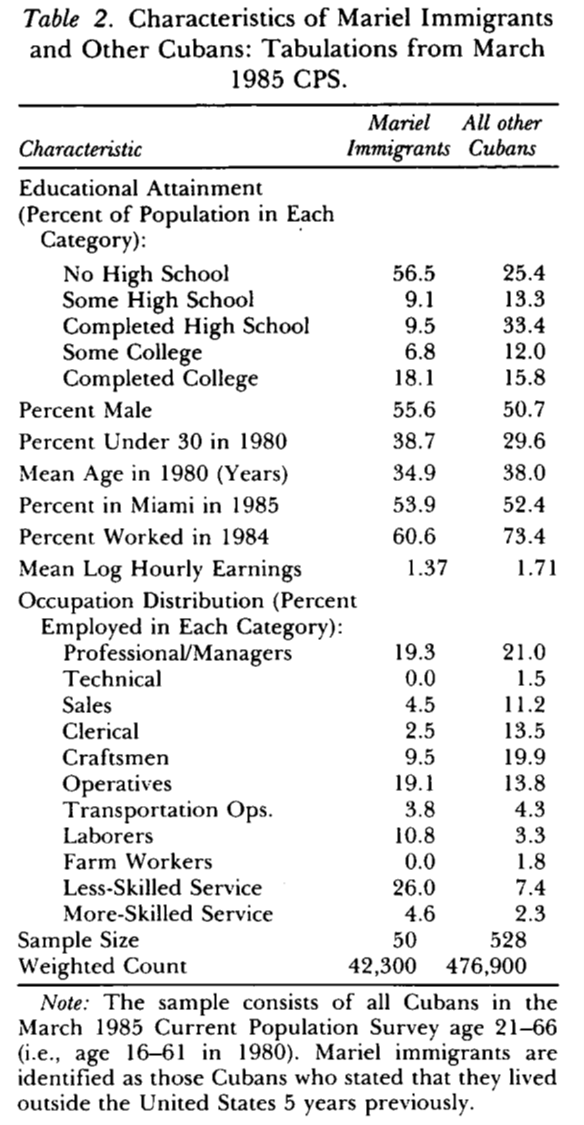 Table 2. Characteristics of Mariel Immigrants
and Other Cubans: Tabulations from March
1985 CPS.
Mariel All other
Characteristic Immigrants Cubans
Educational Attainment
(Percent of Population in Each
Category):
No High School 56.5 25.4
Some High School 9.1 13.3
Completed High School 9.5 33.4
Some College 6.8 12.0
Completed College 18.1 15.8
Percent Male 55.6 50.7
Percent Under 30 in 1980 38.7 29.6
Mean Age in 1980 (Years) 34.9 38.0
Percent in Miami in 1985 53.9 52.4
Percent Worked in 1984 60.6 73.4
Mean Log Hourly Earnings 1.37 1.71
Occupation Distribution (Percent
Employed in Each Category):
Professional/Managers 19.3 21.0
Technical 0.0 1.5
Sales 4.5 11.2
Clerical 2.5 13.5
Craftsmen 9.5 19.9
Operatives 19.1 13.8
Transportation Ops. 3.8 4.3
Laborers 10.8 3.3
Farm Workers 0.0 1.8
Less-Skilled Service 26.0 7.4
More-Skilled Service 4.6 2.3
Sample Size 50 528
Weighted Count 42,300 476,900
Note: The sample consists of all Cubans in the
March 1985 Current Population Survey age 21–66
(i.e., age 16–61 in 1980). Mariel immigrants are
identified as those Cubans who stated that they lived
outside the United States 5 years previously.